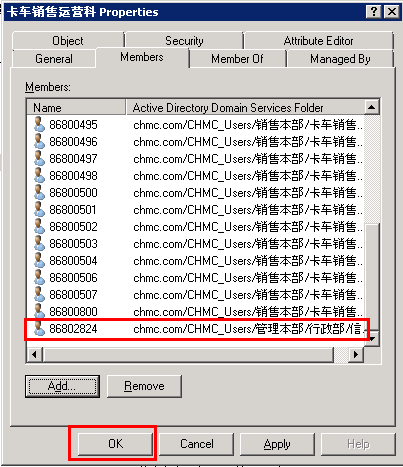 卡车销售运营科 Properties
Object Security Attribute Editor
General Members Member Of Managed By
Members:
Name Active Directory Domain Services Folder
86800495 chmc.com/CHMC_Users/销售本部/卡车销售...
86800496 chmc.com/CHMC_Users/销售本部/卡车销售...
86800497 chmc.com/CHMC_Users/销售本部/卡车销售...
86800498 chmc.com/CHMC_Users/销售本部/卡车销售...
86800500 chmc.com/CHMC_Users/销售本部/卡车销售...
86800501 chmc.com/CHMC_Users/销售本部/卡车销售...
86800502 chmc.com/CHMC_Users/销售本部/卡车销售...
86800503 chmc.com/CHMC_Users/销售本部/卡车销售...
86800504 chmc.com/CHMC_Users/销售本部/卡车销售...
86800506 chmc.com/CHMC_Users/销售本部/卡车销售...
86800507 chmc.com/CHMC_Users/销售本部/卡车销售...
86800800 chmc.com/CHMC_Users/销售本部/卡车销售...
86802824 chmc.com/CHMC_Users/管理本部/行政部/信...
Add... Remove
OK Cancel Apply Help